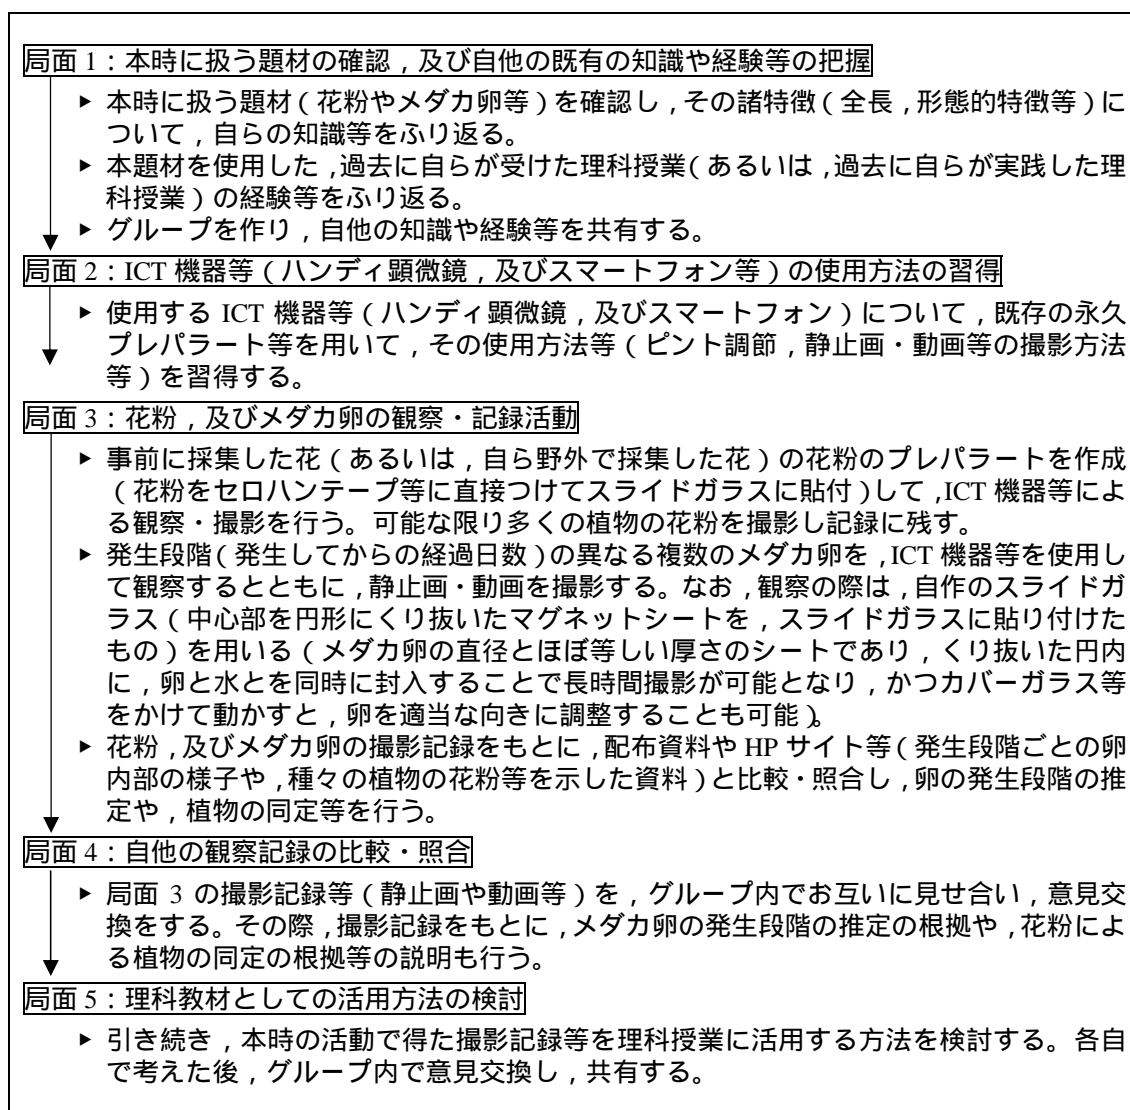 局面 1：本時に扱う題材の確認，及び自他の既有の知識や経験等の把握
▶ 本時に扱う題材（花粉やメダカ卵等）を確認し，その諸特徴（全長，形態的特徴等）に
ついて，自らの知識等をふり返る。
▶ 本題材を使用した，過去に自らが受けた理科授業（あるいは，過去に自らが実践した理
科授業）の経験等をふり返る。
▶ グループを作り，自他の知識や経験等を共有する。
局面 2：ICT 機器等（ハンディ顕微鏡，及びスマートフォン等）の使用方法の習得
▶ 使用する ICT 機器等（ハンディ顕微鏡，及びスマートフォン）について，既存の永久
プレパラート等を用いて，その使用方法等（ピント調節，静止画・動画等の撮影方法
等）を習得する。
局面 3：花粉，及びメダカ卵の観察・記録活動
▶ 事前に採集した花（あるいは，自ら野外で採集した花）の花粉のプレパラートを作成
（花粉をセロハンテープ等に直接つけてスライドガラスに貼付）して，ICT 機器等によ
る観察・撮影を行う。可能な限り多くの植物の花粉を撮影し記録に残す。
▶ 発生段階（発生してからの経過日数）の異なる複数のメダカ卵を，ICT 機器等を使用し
て観察するとともに，静止画・動画を撮影する。なお，観察の際は，自作のスライドガ
ラス（中心部を円形にくり抜いたマグネットシートを，スライドガラスに貼り付けた
もの）を用いる（メダカ卵の直径とほぼ等しい厚さのシートであり，くり抜いた円内
に，卵と水とを同時に封入することで長時間撮影が可能となり，かつカバーガラス等
をかけて動かすと，卵を適当な向きに調整することも可能）。
▶ 花粉，及びメダカ卵の撮影記録をもとに，配布資料や HP サイト等（発生段階ごとの卵
内部の様子や，種々の植物の花粉等を示した資料）と比較・照合し，卵の発生段階の推
定や，植物の同定等を行う。
局面 4：自他の観察記録の比較・照合
▶ 局面 3 の撮影記録等（静止画や動画等）を，グループ内でお互いに見せ合い，意見交
換をする。その際，撮影記録をもとに，メダカ卵の発生段階の推定の根拠や，花粉によ
る植物の同定の根拠等の説明も行う。
局面 5：理科教材としての活用方法の検討
▶ 引き続き，本時の活動で得た撮影記録等を理科授業に活用する方法を検討する。各自
で考えた後，グループ内で意見交換し，共有する。